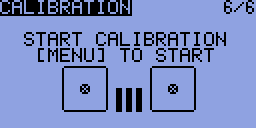 CALIBRATION 6/6
START CALIBRATION
[MENU] TO START